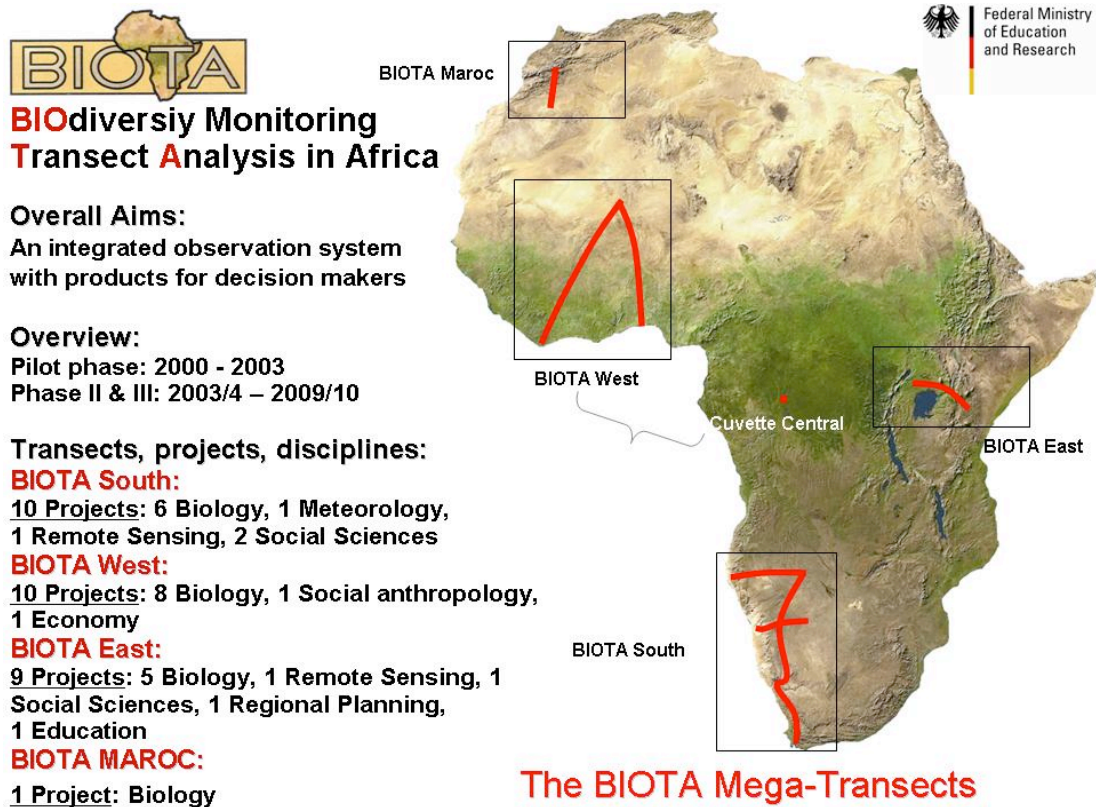 BIOTA
BIOdiversiy Monitoring
Transect Analysis in Africa
Overall Aims:
An integrated observation system
with products for decision makers
Overview:
Pilot phase: 2000 - 2003
Phase II & III: 2003/4 – 2009/10
Transects, projects, disciplines:
BIOTA South:
10 Projects: 6 Biology, 1 Meteorology,
1 Remote Sensing, 2 Social Sciences
BIOTA West:
10 Projects: 8 Biology, 1 Social anthropology,
1 Economy
BIOTA East:
9 Projects: 5 Biology, 1 Remote Sensing, 1
Social Sciences, 1 Regional Planning,
1 Education
BIOTA MAROC:
1 Project: Biology
Federal Ministry
of Education
and Research
BIOTA Maroc
BIOTA West
Cuvette Central
BIOTA East
BIOTA South
The BIOTA Mega-Transects